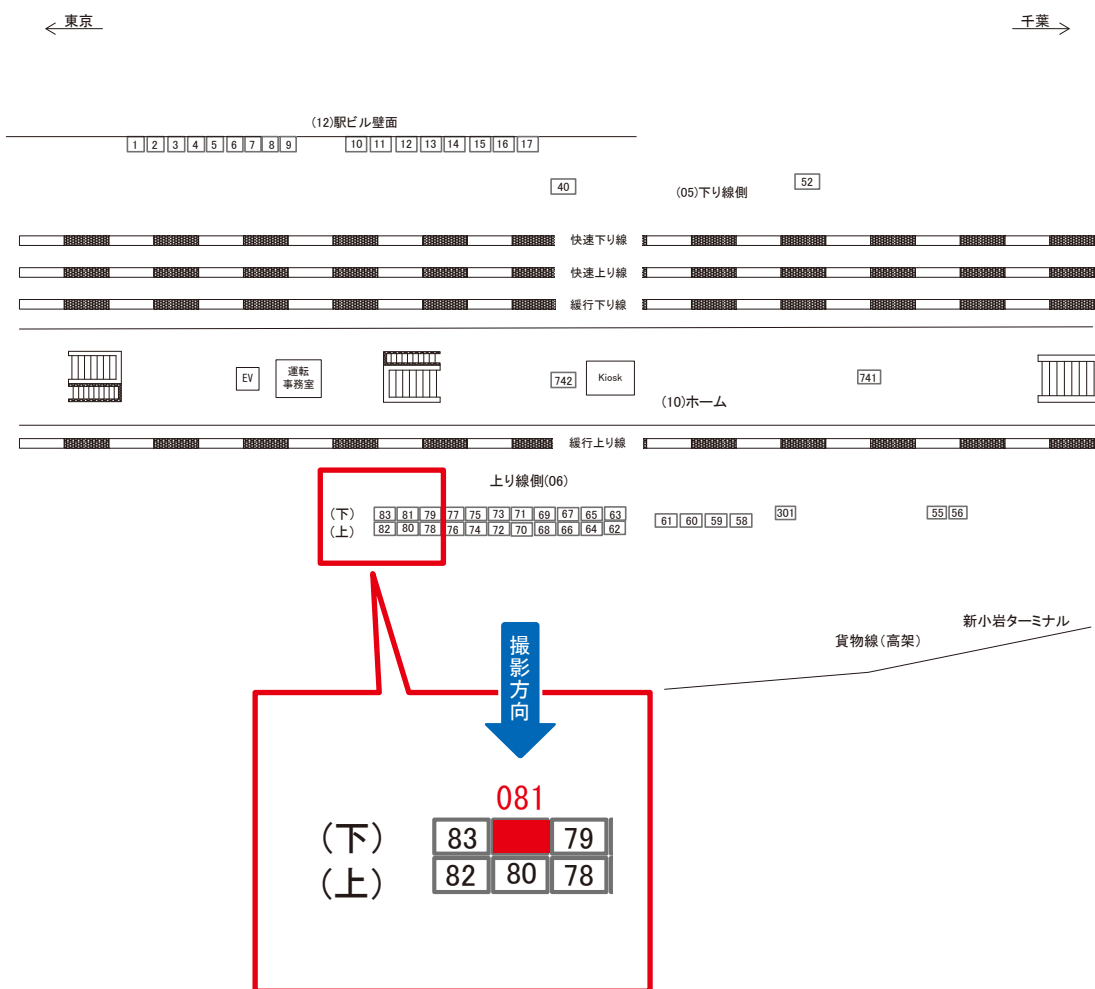 東京
千葉
(12)駅ビル壁面
1 2 3 4 5 6 7 8 9 10 11 12 13 14 15 16 17
40
(05)下り線側
52
快速下り線
快速上り線
緩行下り線
EV
運転
事務室
742
Kiosk
741
(10)ホーム
緩行上り線
上り線側(06)
(下) 83 81 79 77 75 73 71 69 67 65 63
(上) 82 80 78 76 74 72 70 68 66 64 62
61 60 59 58
301
55 56
新小岩ターミナル
貨物線(高架)
撮影方向
081
(下) 83 79
(上) 82 80 78